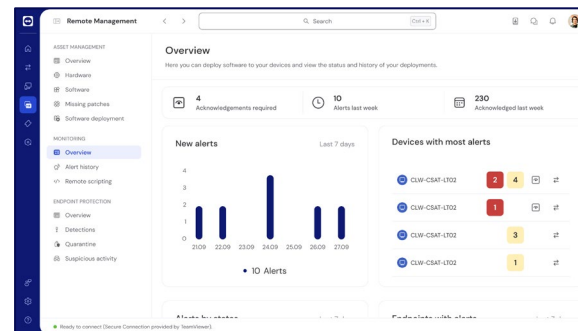 Remote Management
Search
Ctrl + K
ASSET MANAGEMENT
Overview
Hardware
Software
Missing patches
Software deployment
MONITORING
Overview
Alert history
Remote scripting
ENDPOINT PROTECTION
Overview
Detections
Quarantine
Suspicious activity
Overview
Here you can deploy software to your devices and view the status and history of your deployments.
4
Acknowledgements required
10
Alerts last week
230
Acknowledged last week
New alerts
Last 7 days
4
3
2
1
0
21.09 22.09 23.09 24.09 25.09 26.09 27.09
10 Alerts
Devices with most alerts
CLW-CSAT-LT02 2 4
CLW-CSAT-LT02 1
CLW-CSAT-LT02 3
CLW-CSAT-LT02 1
Ready to connect (Secure Connection provided by TeamViewer).